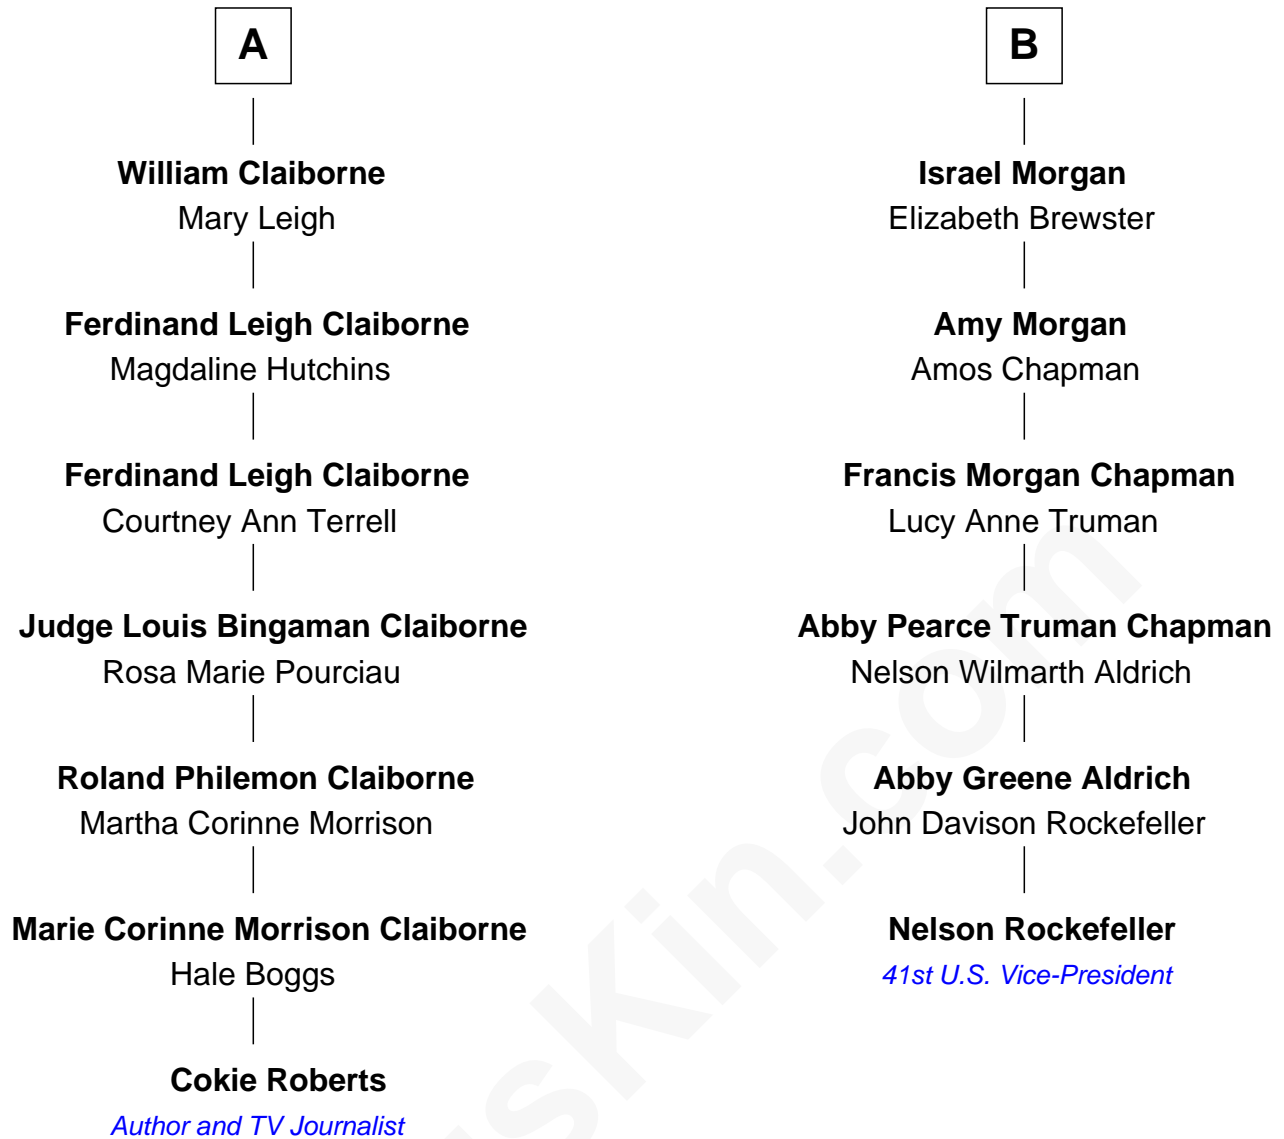 A
William Claiborne
Mary Leigh
Ferdinand Leigh Claiborne
Magdaline Hutchins
Ferdinand Leigh Claiborne
Courtney Ann Terrell
Judge Louis Bingaman Claiborne
Rosa Marie Pourciau
Roland Philemon Claiborne
Martha Corinne Morrison
Marie Corinne Morrison Claiborne
Hale Boggs
Cokie Roberts
Author and TV Journalist
B
Israel Morgan
Elizabeth Brewster
Amy Morgan
Amos Chapman
Francis Morgan Chapman
Lucy Anne Truman
Abby Pearce Truman Chapman
Nelson Wilmarth Aldrich
Abby Greene Aldrich
John Davison Rockefeller
Nelson Rockefeller
41st U.S. Vice-President